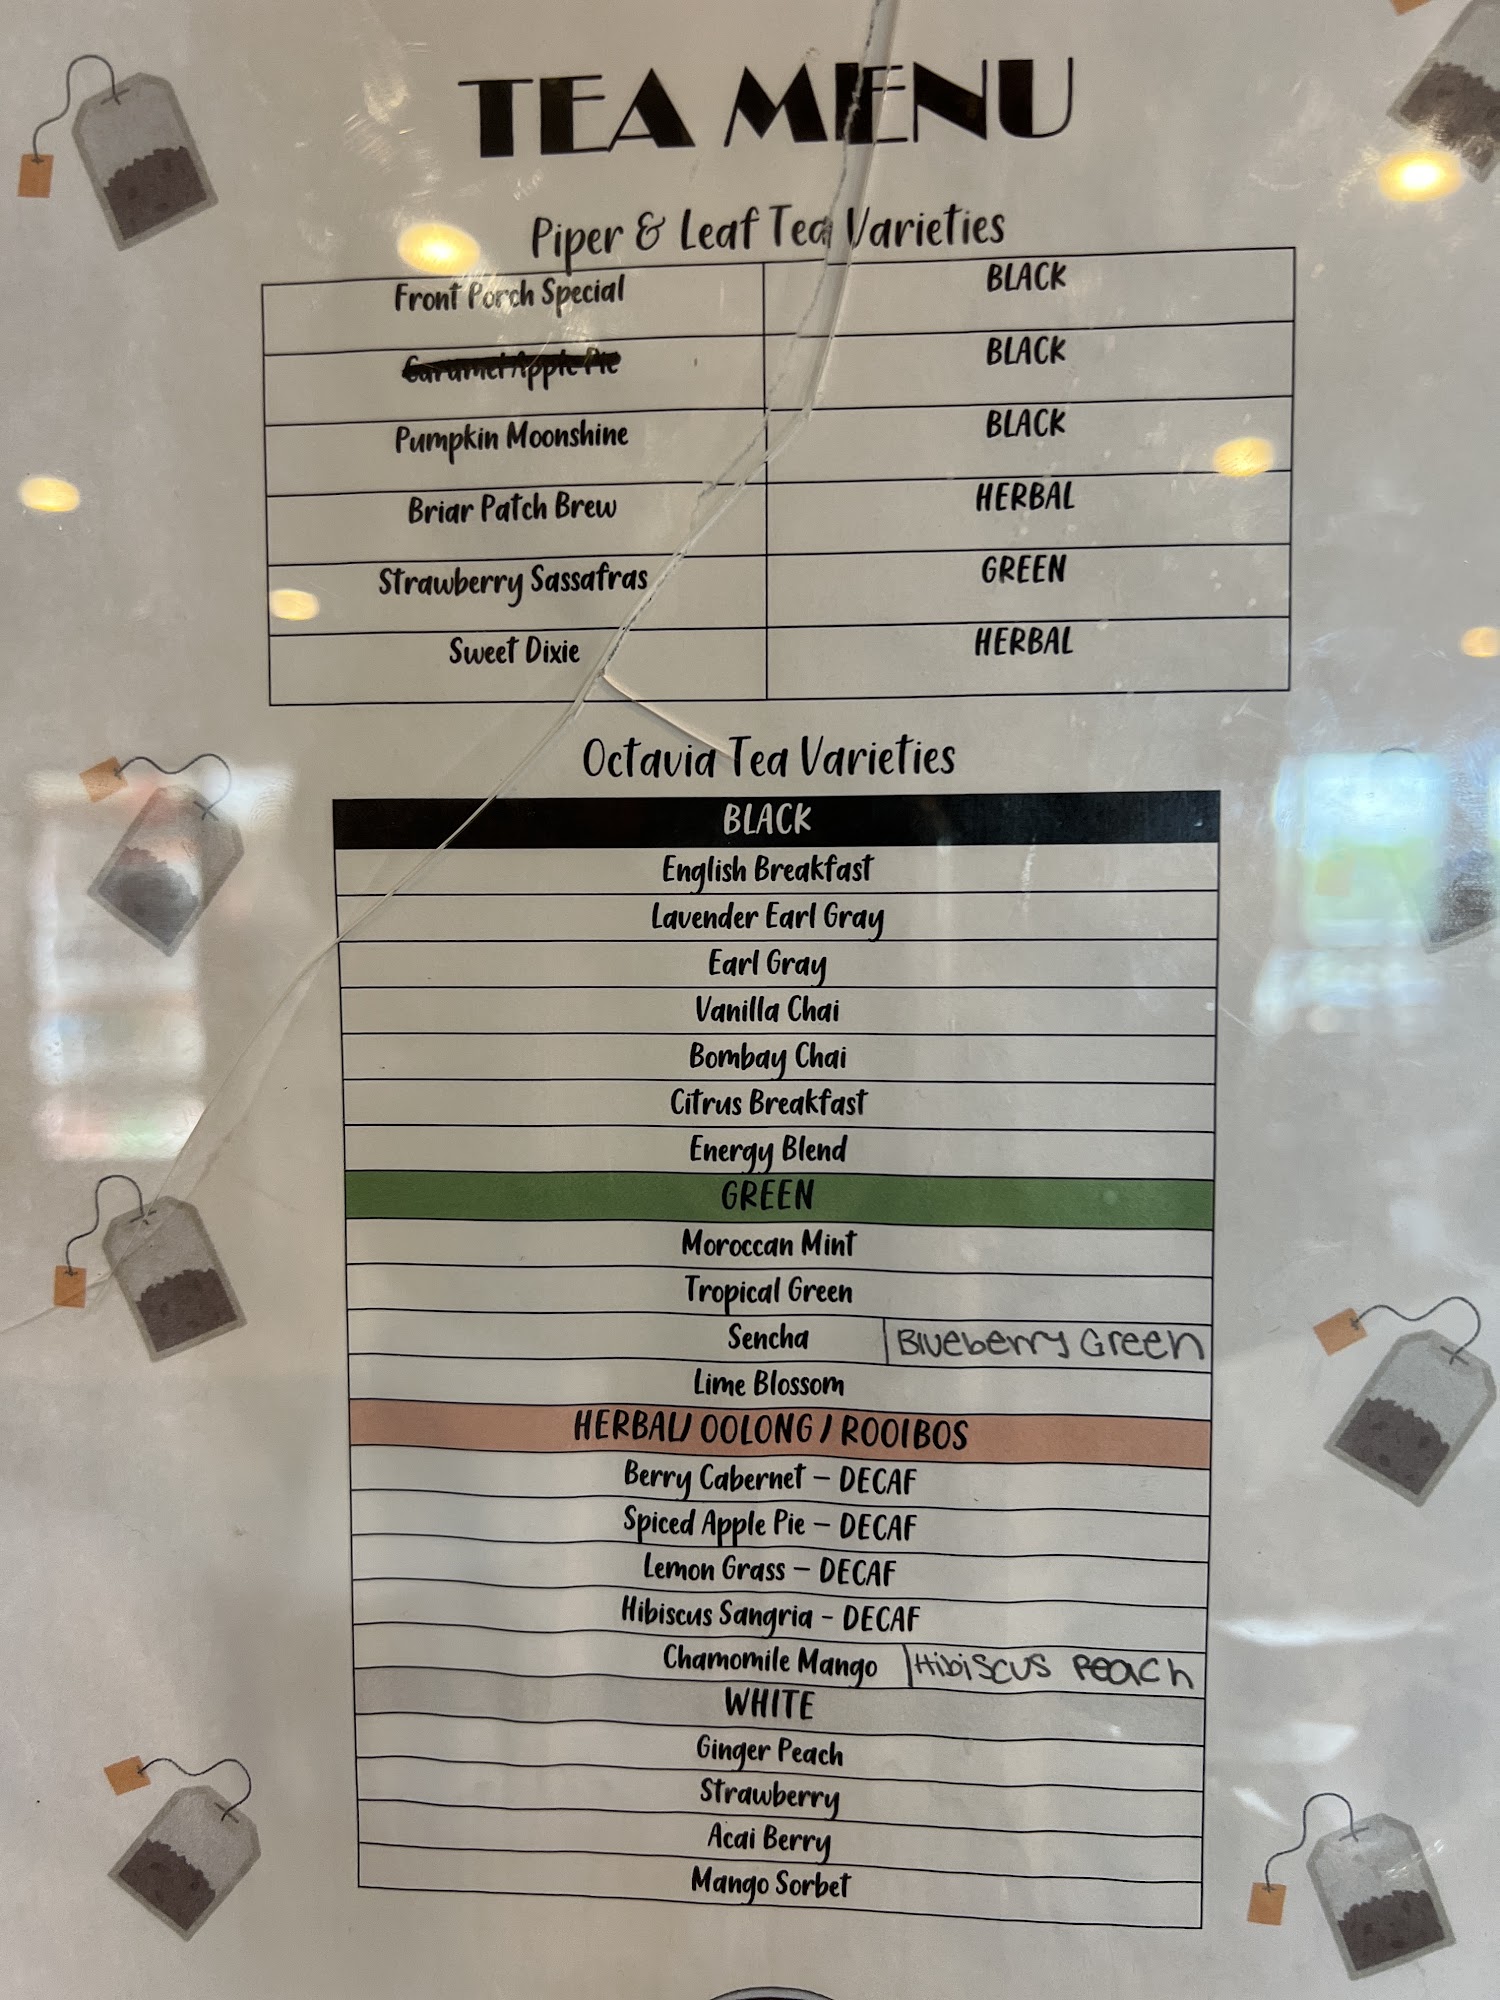 TEA MENU
Piper & Leaf Tea Varieties
Front Porch Special BLACK
Caramel Apple Pie BLACK
Pumpkin Moonshine BLACK
Briar Patch Brew HERBAL
Strawberry Sassafras GREEN
Sweet Dixie HERBAL
Octavia Tea Varieties
BLACK
English Breakfast
Lavender Earl Gray
Earl Gray
Vanilla Chai
Bombay Chai
Citrus Breakfast
Energy Blend
GREEN
Moroccan Mint
Tropical Green
Sencha | Blueberry Green
Lime Blossom
HERBAL/ OOLONG / ROOIBOS
Berry Cabernet – DECAF
Spiced Apple Pie – DECAF
Lemon Grass – DECAF
Hibiscus Sangria - DECAF
Chamomile Mango | Hibiscus Peach
WHITE
Ginger Peach
Strawberry
Acai Berry
Mango Sorbet